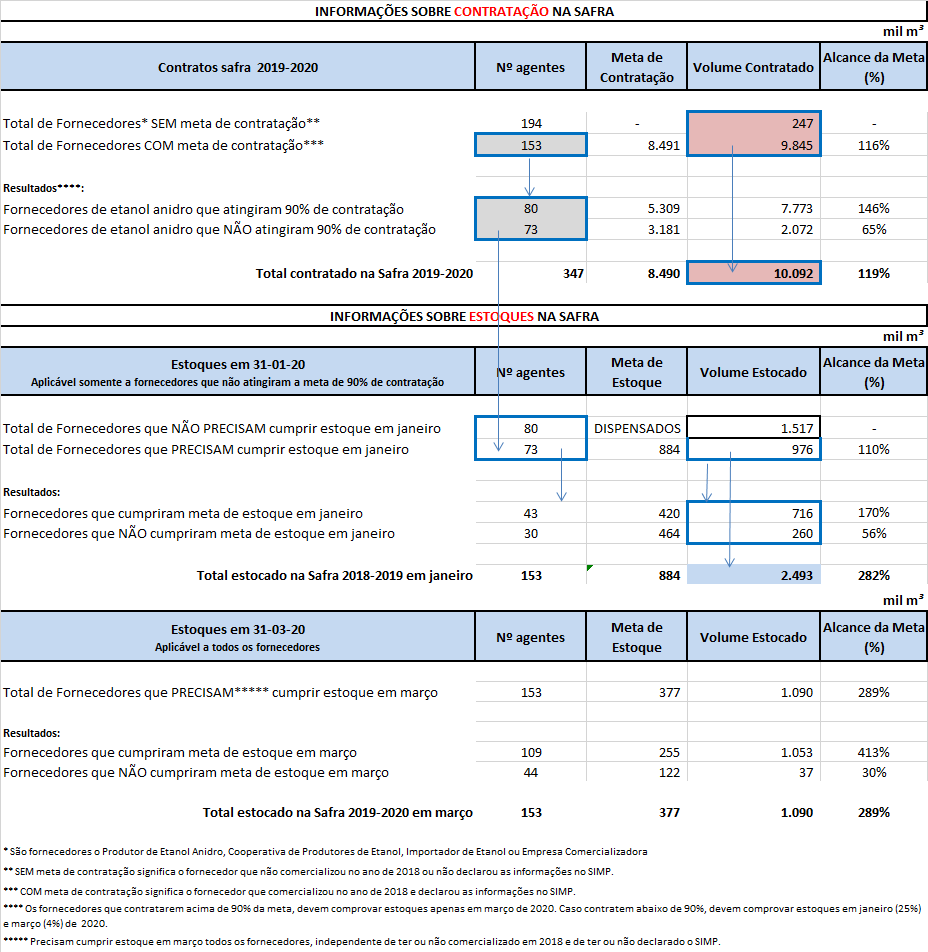 INFORMAÇÕES SOBRE CONTRATAÇÃO NA SAFRA
mil m³
Contratos safra 2019-2020 Nº agentes Meta de Contratação Volume Contratado Alcance da Meta (%)
Total de Fornecedores* SEM meta de contratação** 194 - 247 -
Total de Fornecedores COM meta de contratação*** 153 8.491 9.845 116%
Resultados****:
Fornecedores de etanol anidro que atingiram 90% de contratação 80 5.309 7.773 146%
Fornecedores de etanol anidro que NÃO atingiram 90% de contratação 73 3.181 2.072 65%
Total contratado na Safra 2019-2020 347 8.490 10.092 119%
INFORMAÇÕES SOBRE ESTOQUES NA SAFRA
mil m³
Estoques em 31-01-20 Nº agentes Meta de Estoque Volume Estocado Alcance da Meta (%)
Aplicável somente a fornecedores que não atingiram a meta de 90% de contratação
Total de Fornecedores que NÃO PRECISAM cumprir estoque em janeiro 80 DISPENSADOS 1.517 -
Total de Fornecedores que PRECISAM cumprir estoque em janeiro 73 884 976 110%
Resultados:
Fornecedores que cumpriram meta de estoque em janeiro 43 420 716 170%
Fornecedores que NÃO cumpriram meta de estoque em janeiro 30 464 260 56%
Total estocado na Safra 2018-2019 em janeiro 153 884 2.493 282%
mil m³
Estoques em 31-03-20 Nº agentes Meta de Estoque Volume Estocado Alcance da Meta (%)
Aplicável a todos os fornecedores
Total de Fornecedores que PRECISAM***** cumprir estoque em março 153 377 1.090 289%
Resultados:
Fornecedores que cumpriram meta de estoque em março 109 255 1.053 413%
Fornecedores que NÃO cumpriram meta de estoque em março 44 122 37 30%
Total estocado na Safra 2019-2020 em março 153 377 1.090 289%
* São fornecedores o Produtor de Etanol Anidro, Cooperativa de Produtores de Etanol, Importador de Etanol ou Empresa Comercializadora
** SEM meta de contratação significa o fornecedor que não comercializou no ano de 2018 ou não declarou as informações no SIMP.
*** COM meta de contratação significa o fornecedor que comercializou no ano de 2018 e declarou as informações no SIMP.
**** Os fornecedores que contratarem acima de 90% da meta, devem comprovar estoques apenas em março de 2020. Caso contratem abaixo de 90%, devem comprovar estoques em janeiro (25%)
e março (4%) de 2020.
***** Precisam cumprir estoque em março todos os fornecedores, independente de ter ou não comercializado em 2018 e de ter ou não declarado o SIMP.